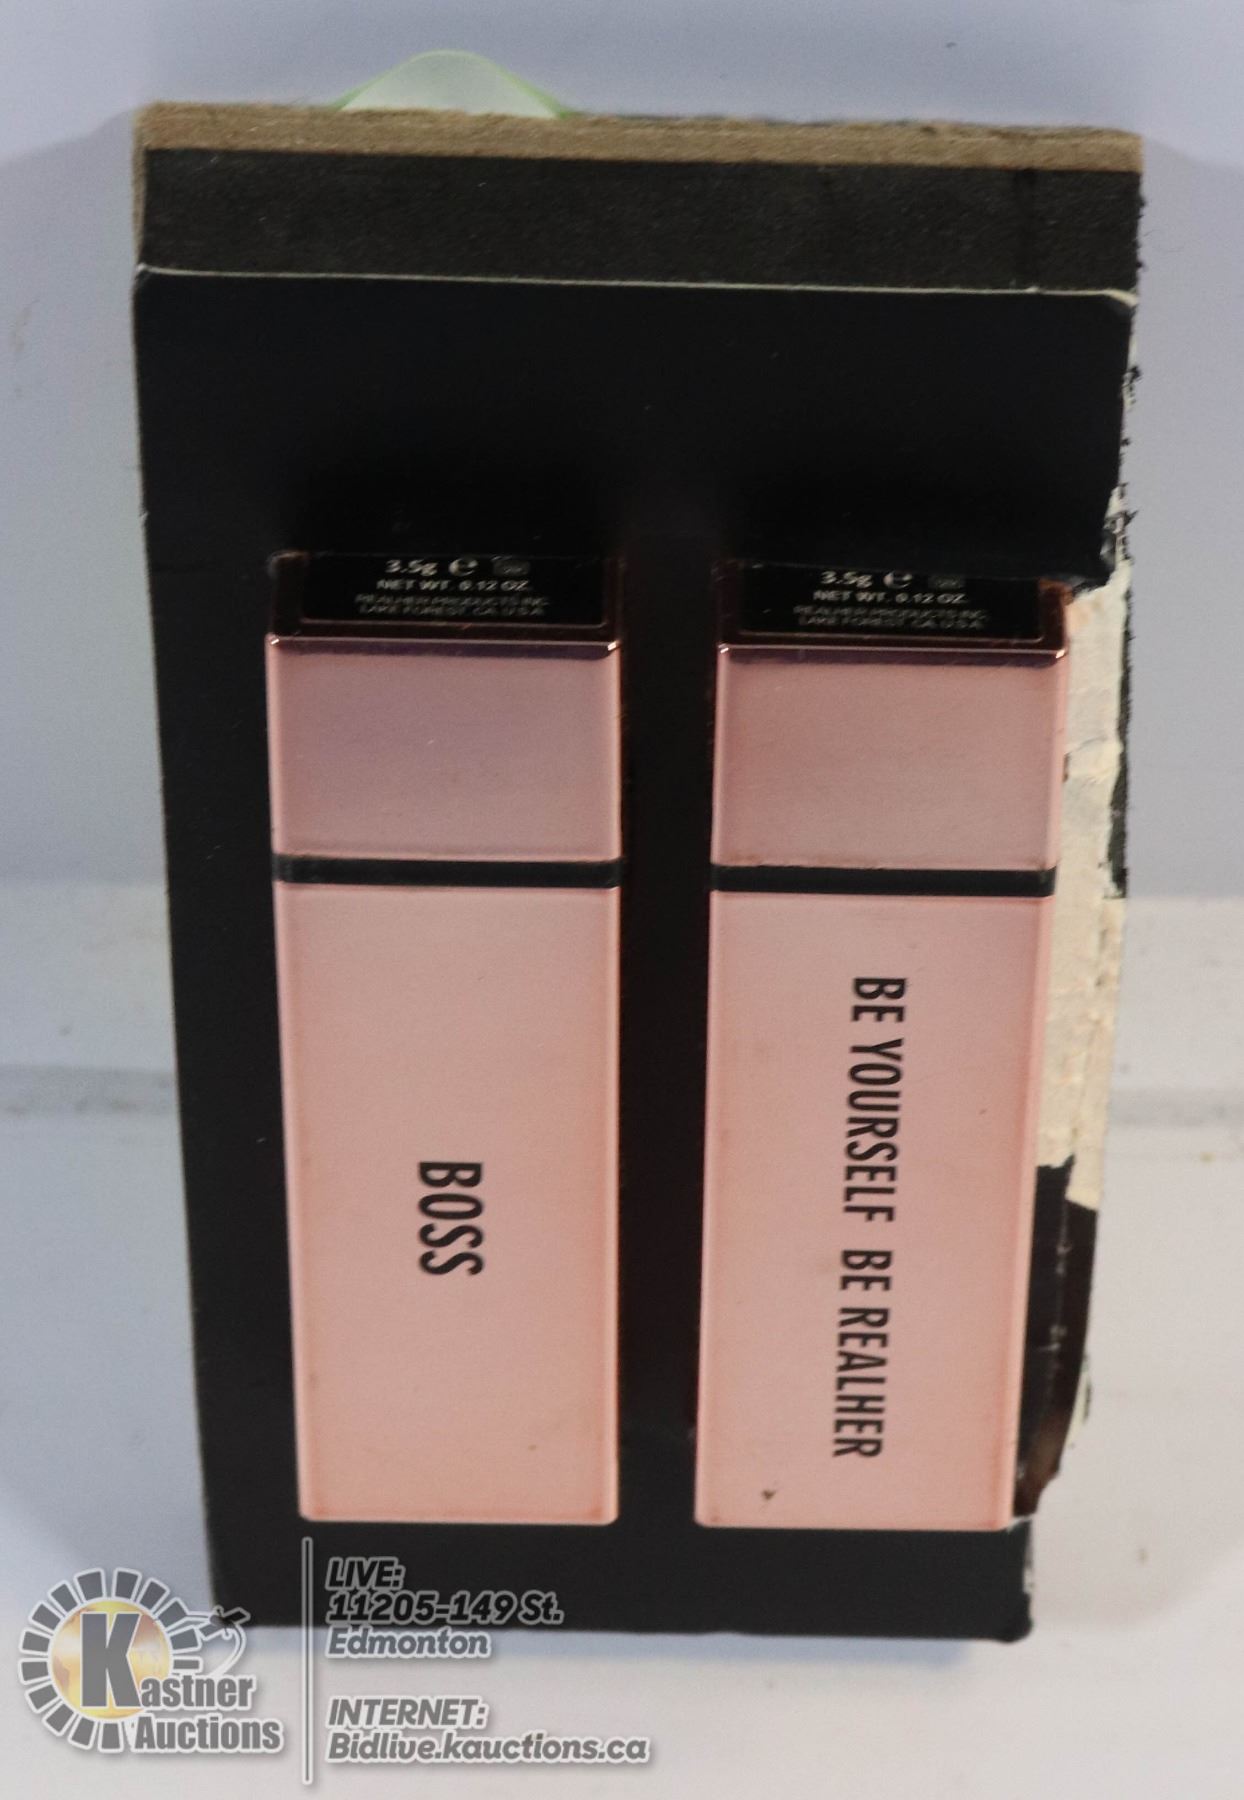 3.5g e
NET WT. 0.12 OZ.
REALHER PRODUCTS INC
LAKE FOREST, CA, U.S.A
3.5g e
NET WT. 0.12 OZ.
REALHER PRODUCTS INC
LAKE FOREST, CA, U.S.A
BOSS
BE YOURSELF BE REALHER
Kastner
Auctions
LIVE:
11205-149 St.
Edmonton
INTERNET:
Bidlive.kauctions.ca